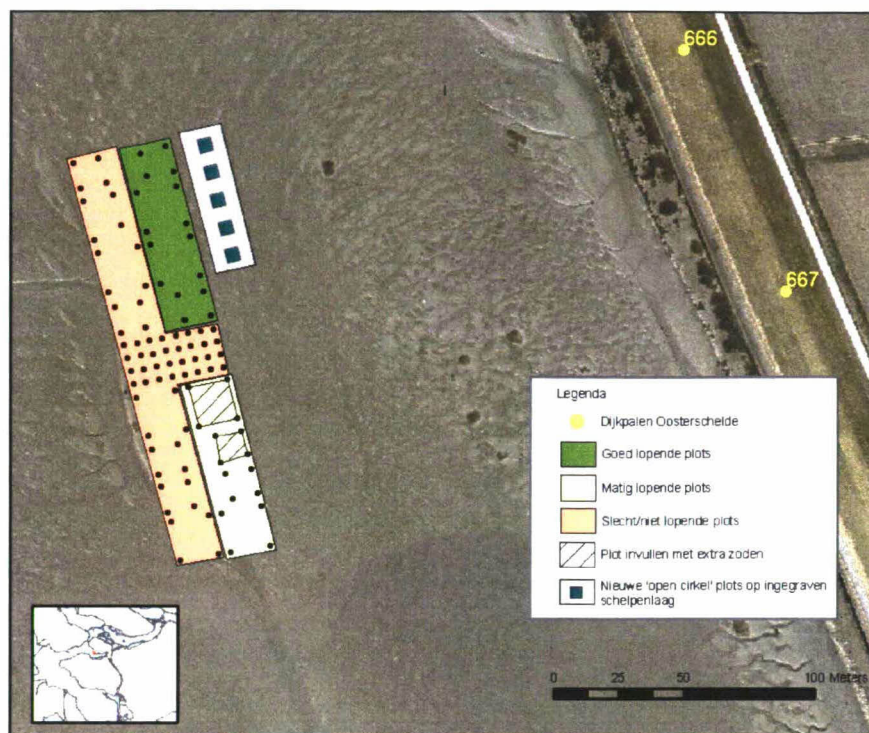 666
667
Legenda
Dijkpalen Oosterschelde
Goed lopende plots
Matig lopende plots
Slecht/niet lopende plots
Plot invullen met extra zoden
Nieuwe 'open cirkel' plots op ingegraven
schelpenlaag
0 25 50 100 Meters